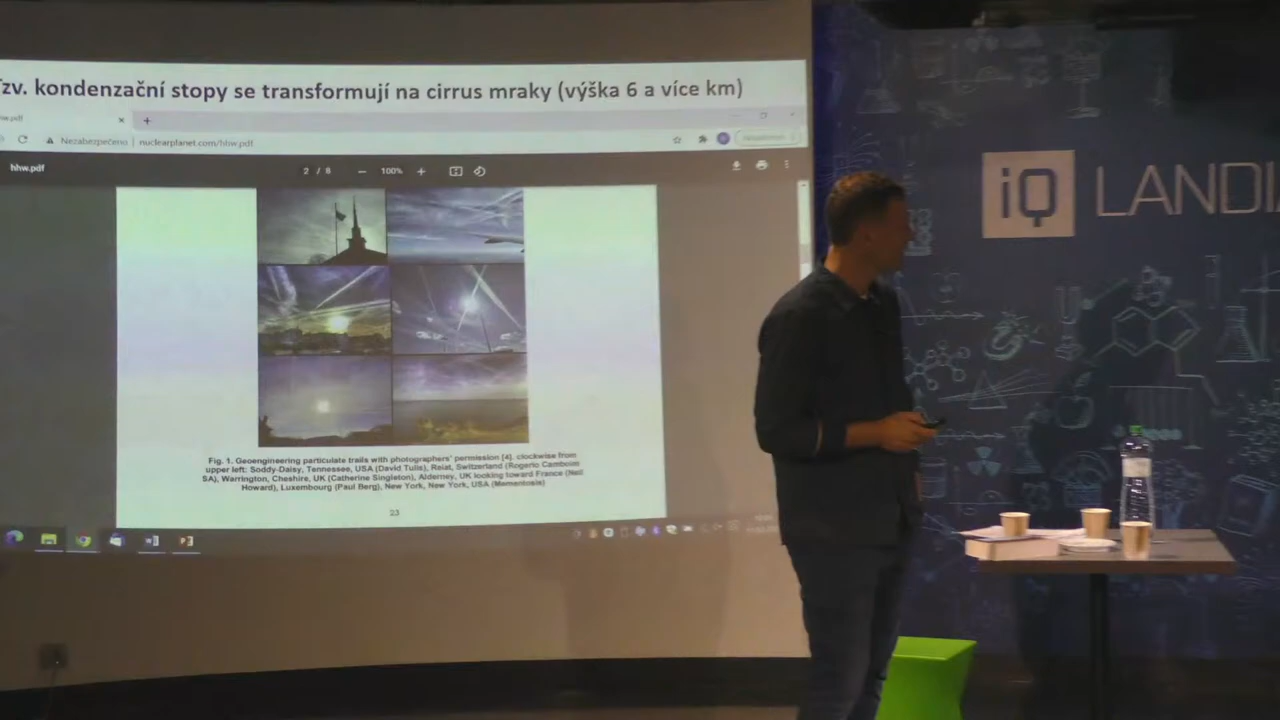 Tzv. kondenzační stopy se transformují na cirrus mraky (výška 6 a více km)
Nezabezpečeno | nuclearplanet.com/hhw.pdf
hhw.pdf
2 / 8
100%
Fig. 1. Geoengineering particulate trails with photographers' permission [4]. clockwise from
upper left: Soddy-Daisy, Tennessee, USA (David Tulis), Reiat, Switzerland (Rogerio Camboim
SA), Warrington, Cheshire, UK (Catherine Singleton), Alderney, UK looking toward France (Neil
Howard), Luxembourg (Paul Berg), New York, New York, USA (Mementosis)
23
iQ LANDIA